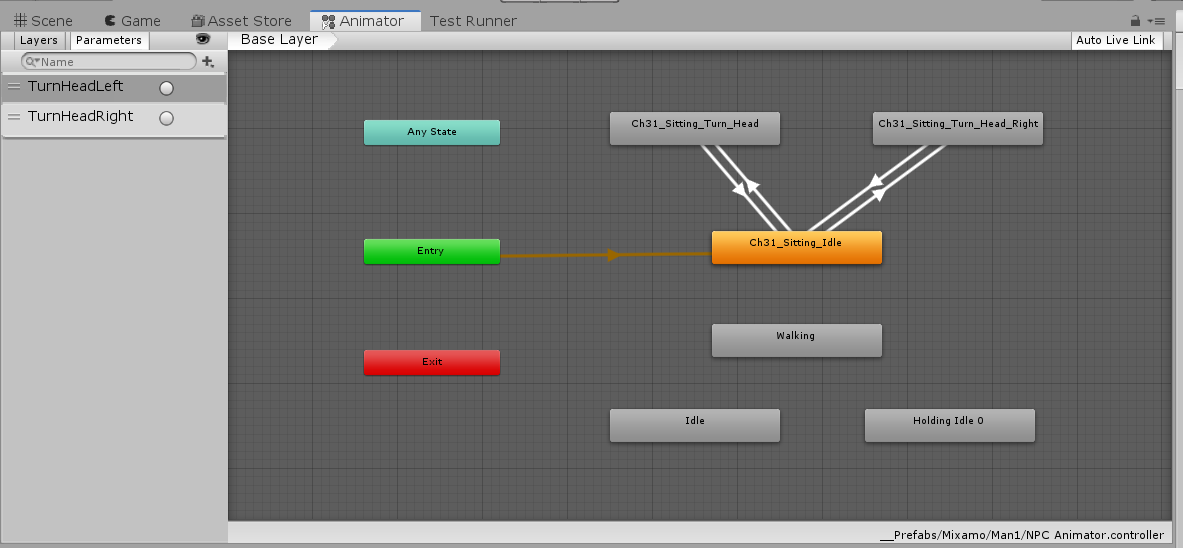 Scene Game Asset Store Animator Test Runner
Layers Parameters Base Layer Auto Live Link
Name
TurnHeadLeft
TurnHeadRight
Any State
Ch31_Sitting_Turn_Head
Ch31_Sitting_Turn_Head_Right
Entry
Ch31_Sitting_Idle
Walking
Exit
Idle
Holding Idle 0
__Prefabs/Mixamo/Man1/NPC Animator.controller